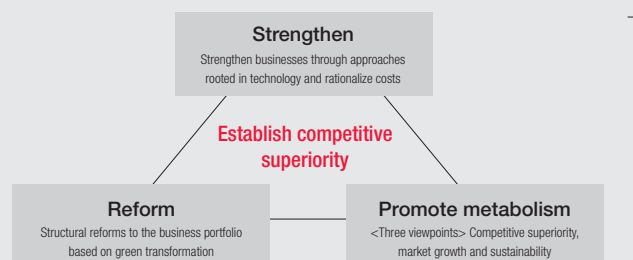 Strengthen
Strengthen businesses through approaches
rooted in technology and rationalize costs
Establish competitive
superiority
Reform
Structural reforms to the business portfolio
based on green transformation
Promote metabolism
<Three viewpoints> Competitive superiority,
market growth and sustainability